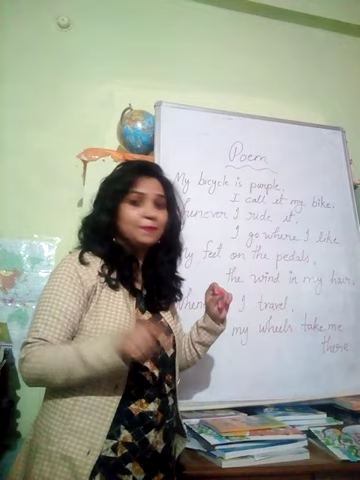 Poem
My bicycle is purple,
I call it my bike,
Whenever I ride it,
I go where I like
My feet on the pedals,
the wind in my hair,
When I travel,
my wheels take me
there